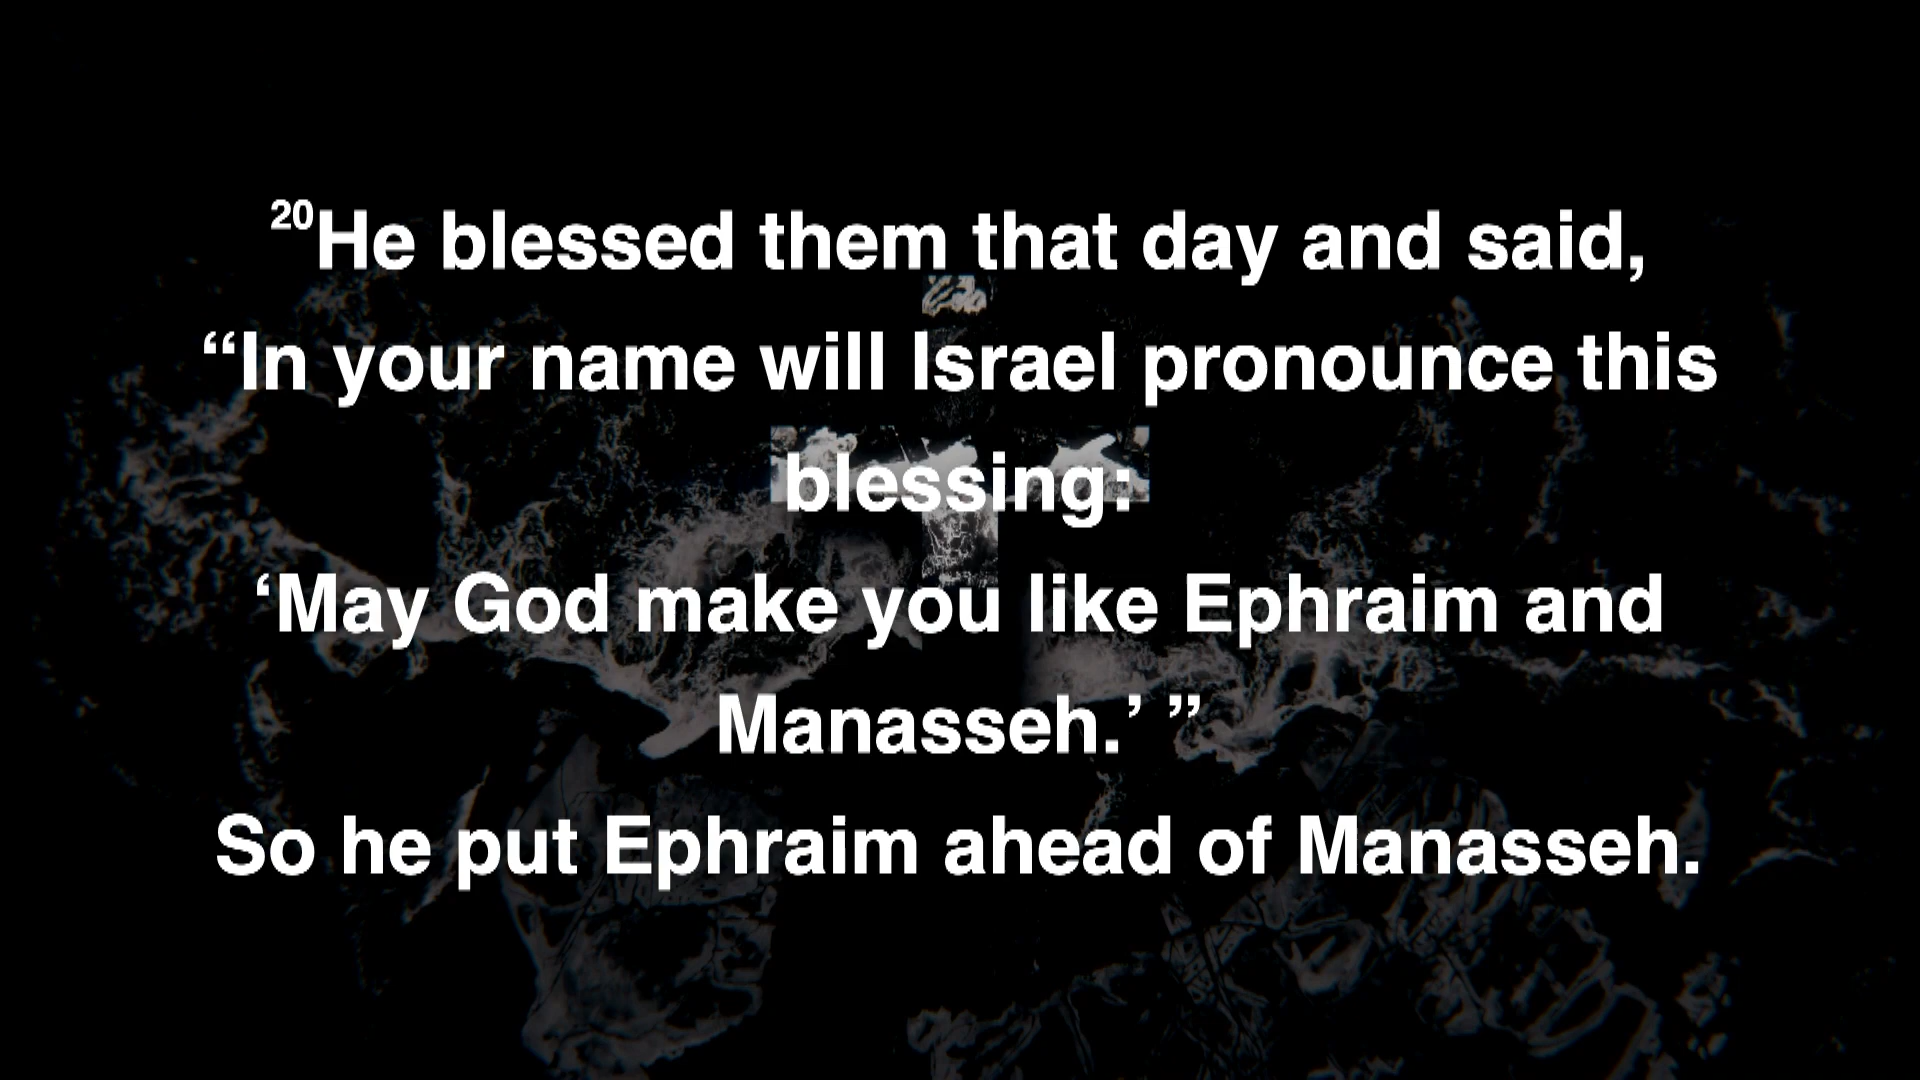 20He blessed them that day and said,
“In your name will Israel pronounce this
blessing:
‘May God make you like Ephraim and
Manasseh.’ ”
So he put Ephraim ahead of Manasseh.